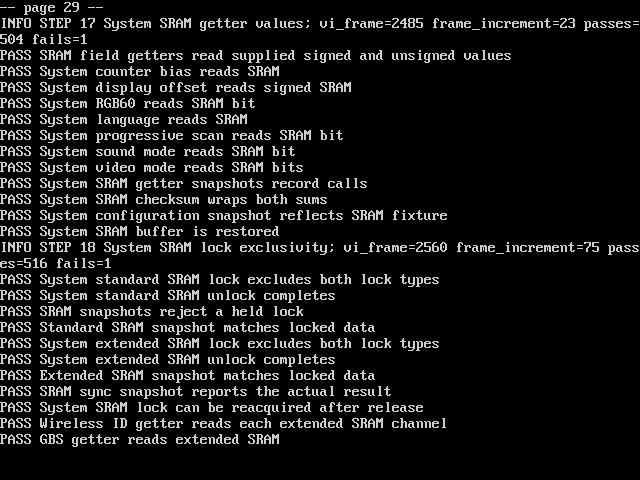 -- page 29 --
INFO STEP 17 System SRAM getter values; vi_frame=2485 frame_increment=23 passes=
504 fails=1
PASS SRAM field getters read supplied signed and unsigned values
PASS System counter bias reads SRAM
PASS System display offset reads signed SRAM
PASS System RGB60 reads SRAM bit
PASS System language reads SRAM
PASS System progressive scan reads SRAM bit
PASS System sound mode reads SRAM bit
PASS System video mode reads SRAM bits
PASS System SRAM getter snapshots record calls
PASS System SRAM checksum wraps both sums
PASS System configuration snapshot reflects SRAM fixture
PASS System SRAM buffer is restored
INFO STEP 18 System SRAM lock exclusivity; vi_frame=2560 frame_increment=75 pass
es=516 fails=1
PASS System standard SRAM lock excludes both lock types
PASS System standard SRAM unlock completes
PASS SRAM snapshots reject a held lock
PASS Standard SRAM snapshot matches locked data
PASS System extended SRAM lock excludes both lock types
PASS System extended SRAM unlock completes
PASS Extended SRAM snapshot matches locked data
PASS SRAM sync snapshot reports the actual result
PASS System SRAM lock can be reacquired after release
PASS Wireless ID getter reads each extended SRAM channel
PASS GBS getter reads extended SRAM